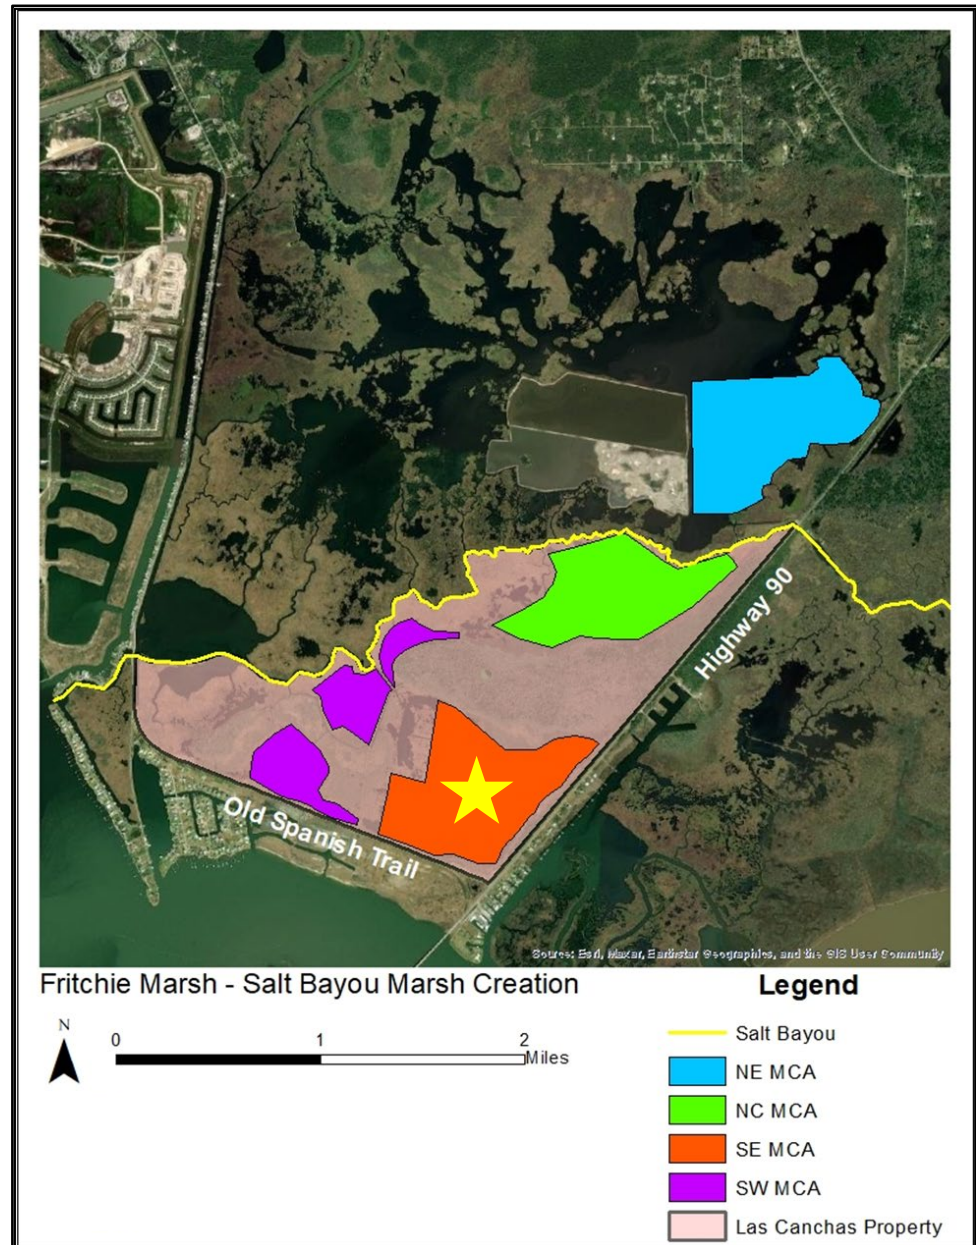 Highway 90
Old Spanish Trail
Source: Esri, Maxar, Earthstar Geographics, and the GIS User Community
Fritchie Marsh - Salt Bayou Marsh Creation
N
0 1 2
Miles
Legend
Salt Bayou
NE MCA
NC MCA
SE MCA
SW MCA
Las Canchas Property